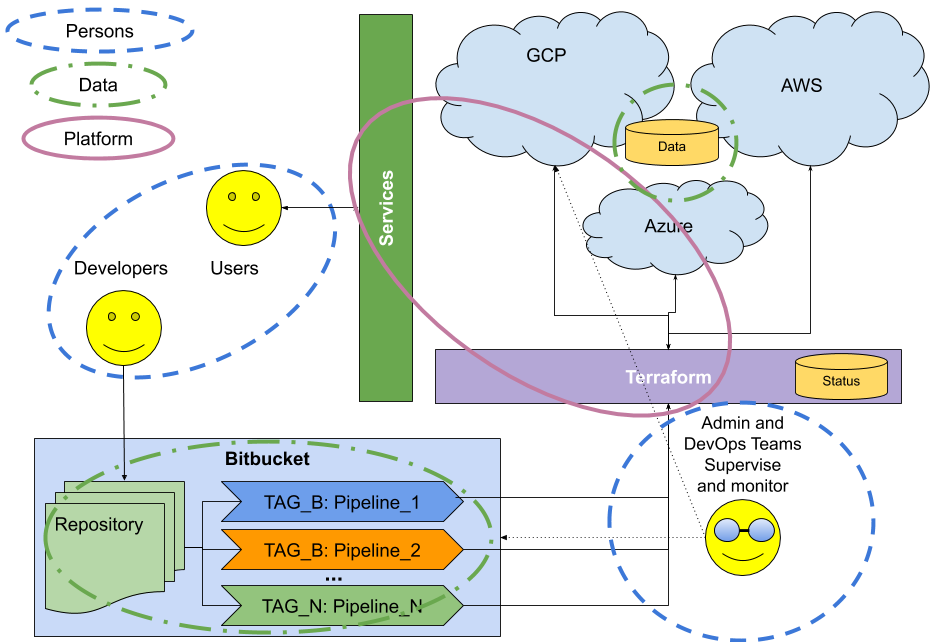 Persons
Data
Platform
GCP
AWS
Data
Azure
Services
Developers
Users
Terraform
Status
Admin and
DevOps Teams
Supervise
and monitor
Bitbucket
Repository
TAG_B: Pipeline_1
TAG_B: Pipeline_2
...
TAG_N: Pipeline_N